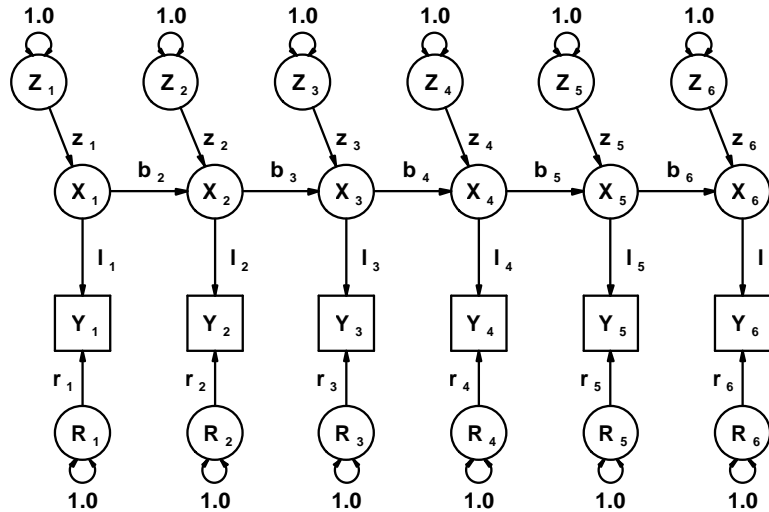 1.0 1.0 1.0 1.0 1.0 1.0
Z 1 Z 2 Z 3 Z 4 Z 5 Z 6
z 1 z 2 z 3 z 4 z 5 z 6
b 2 b 3 b 4 b 5 b 6
X 1 X 2 X 3 X 4 X 5 X 6
l 1 l 2 l 3 l 4 l 5 l
Y 1 Y 2 Y 3 Y 4 Y 5 Y 6
r 1 r 2 r 3 r 4 r 5 r 6
R 1 R 2 R 3 R 4 R 5 R 6
1.0 1.0 1.0 1.0 1.0 1.0